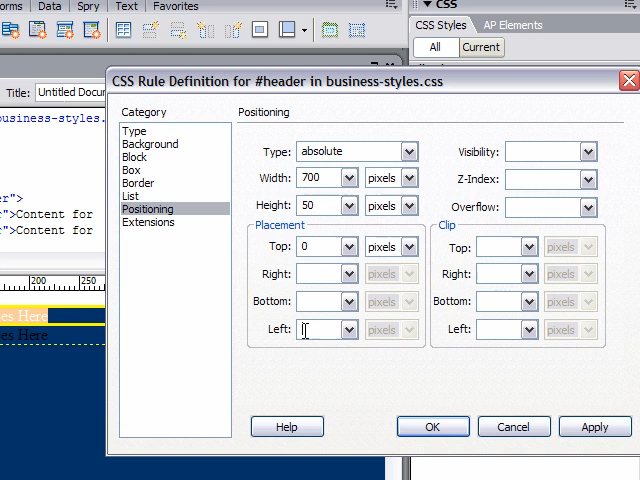 orms Data Spry Text Favorites
CSS
CSS Styles AP Elements
All Current
Title: Untitled Docum
CSS Rule Definition for #header in business-styles.css
usiness-styles.
er">
r">Content for
r">Content for
200 250
es Here
es Here
Category
Type
Background
Block
Box
Border
List
Positioning
Extensions
Positioning
Type: absolute
Visibility:
Width: 700 pixels
Z-Index:
Height: 50 pixels
Overflow:
Placement
Clip
Top: 0 pixels
Top: pixels
Right: pixels
Right: pixels
Bottom: pixels
Bottom: pixels
Left: pixels
Left: pixels
Help OK Cancel Apply